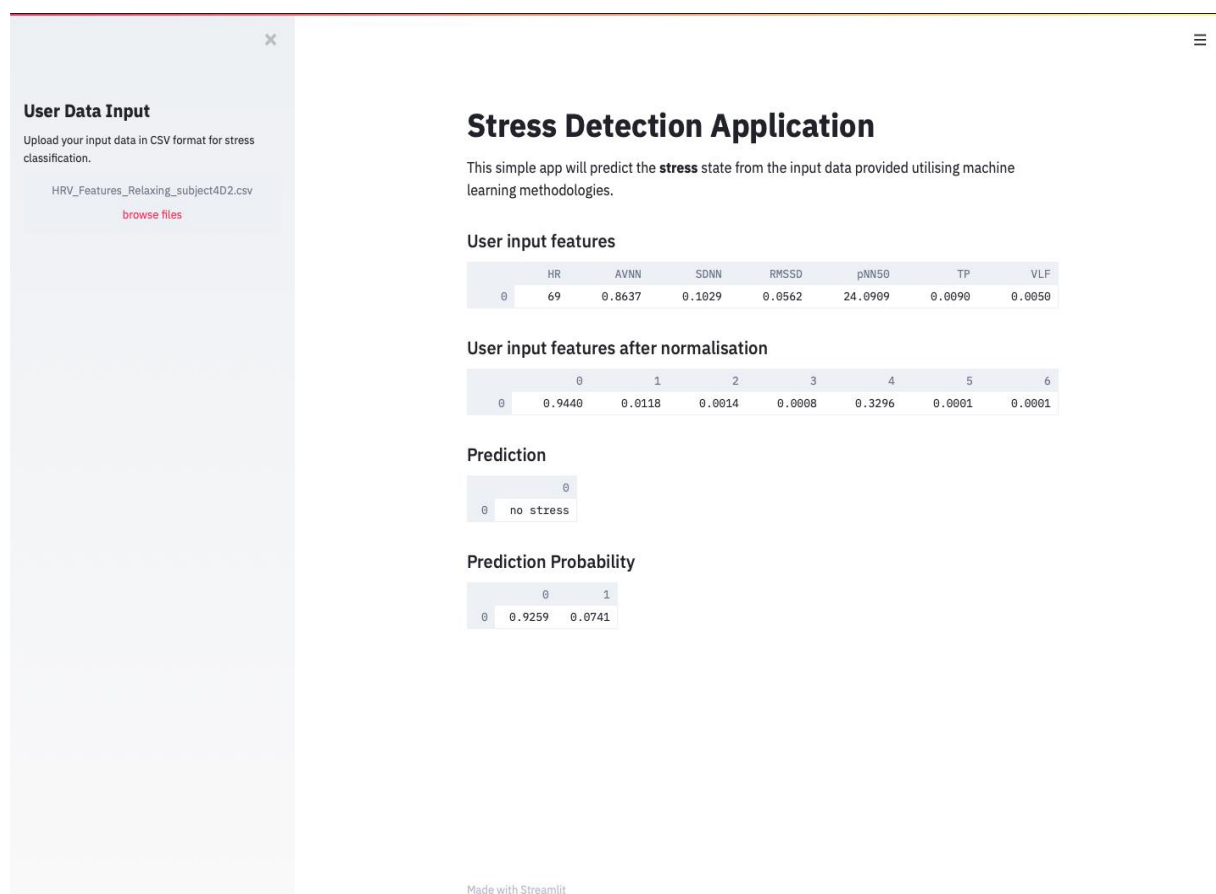 User Data Input
Upload your input data in CSV format for stress
classification.
HRV_Features_Relaxing_subject4D2.csv
browse files
Stress Detection Application
This simple app will predict the stress state from the input data provided utilising machine
learning methodologies.
User input features
HR AVNN SDNN RMSSD pNN50 TP VLF
0 69 0.8637 0.1029 0.0562 24.0909 0.0090 0.0050
User input features after normalisation
0 1 2 3 4 5 6
0 0.9440 0.0118 0.0014 0.0008 0.3296 0.0001 0.0001
Prediction
0
0 no stress
Prediction Probability
0 1
0 0.9259 0.0741
Made with Streamlit